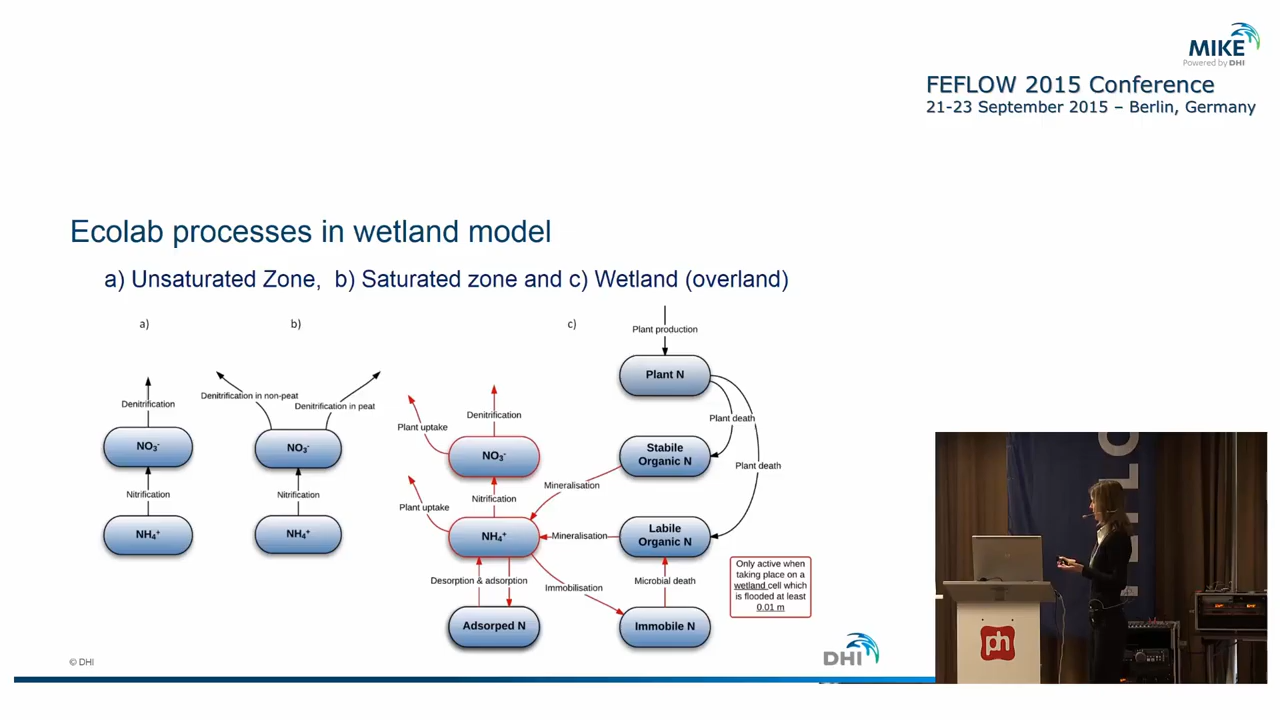 MIKE
Powered by DHI
FEFLOW 2015 Conference
21-23 September 2015 – Berlin, Germany
Ecolab processes in wetland model
a) Unsaturated Zone, b) Saturated zone and c) Wetland (overland)
a)
Denitrification
NO₃⁻
Nitrification
NH₄⁺
b)
Denitrification in non-peat
Denitrification in peat
NO₃⁻
Nitrification
NH₄⁺
c)
Plant production
Plant N
Plant death
Plant death
Stabile
Organic N
Denitrification
Plant uptake
NO₃⁻
Mineralisation
Nitrification
Plant uptake
NH₄⁺
Mineralisation
Labile
Organic N
Desorption & adsorption
Immobilisation
Microbial death
Adsorped N
Immobile N
Only active when
taking place on a
wetland cell which
is flooded at least
0.01 m
© DHI
DHI
ph